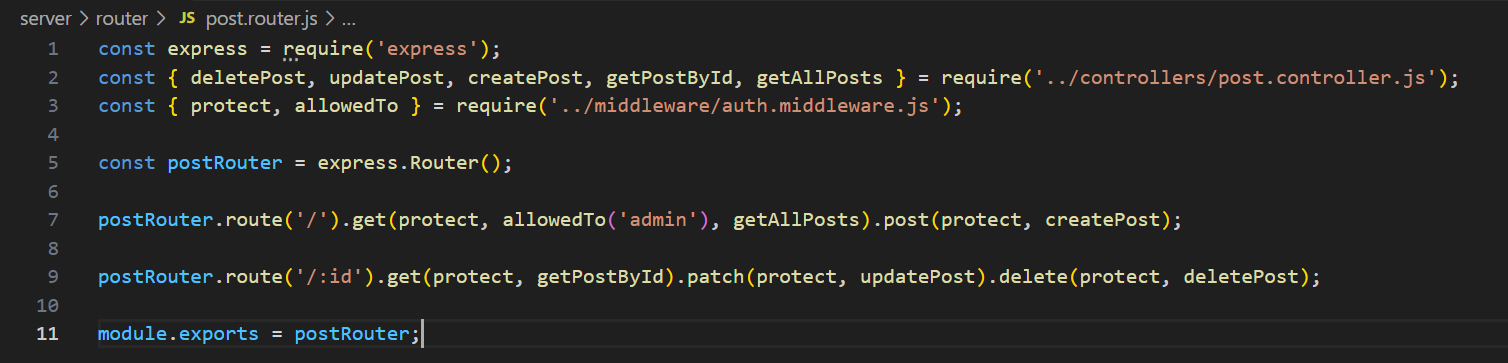 server > router > JS post.router.js > ...
1 const express = require('express');
2 const { deletePost, updatePost, createPost, getPostById, getAllPosts } = require('../controllers/post.controller.js');
3 const { protect, allowedTo } = require('../middleware/auth.middleware.js');
4
5 const postRouter = express.Router();
6
7 postRouter.route('/').get(protect, allowedTo('admin'), getAllPosts).post(protect, createPost);
8
9 postRouter.route('/:id').get(protect, getPostById).patch(protect, updatePost).delete(protect, deletePost);
10
11 module.exports = postRouter;